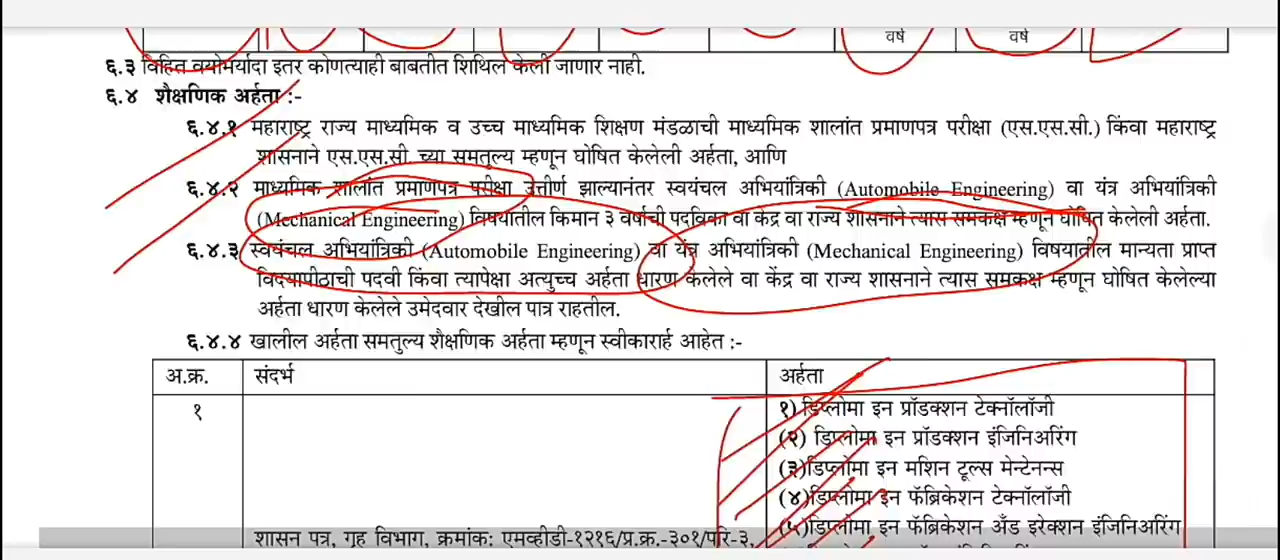 वर्ष वर्ष
६.३ विहित वयोमर्यादा इतर कोणत्याही बाबतीत शिथिल केली जाणार नाही.
६.४ शैक्षणिक अर्हता :-
६.४.१ महाराष्ट्र राज्य माध्यमिक व उच्च माध्यमिक शिक्षण मंडळाची माध्यमिक शालांत प्रमाणपत्र परीक्षा (एस.एस.सी.) किंवा महाराष्ट्र
शासनाने एस.एस.सी. च्या समतुल्य म्हणून घोषित केलेली अर्हता, आणि
६.४.२ माध्यमिक शालांत प्रमाणपत्र परीक्षा उत्तीर्ण झाल्यानंतर स्वयंचल अभियांत्रिकी (Automobile Engineering) वा यंत्र अभियांत्रिकी
(Mechanical Engineering) विषयातील किमान ३ वर्षाची पदविका वा केंद्र वा राज्य शासनाने त्यास समकक्ष म्हणून घोषित केलेली अर्हता.
६.४.३ स्वयंचल अभियांत्रिकी (Automobile Engineering) वा यंत्र अभियांत्रिकी (Mechanical Engineering) विषयातील मान्यता प्राप्त
विद्यापीठाची पदवी किंवा त्यापेक्षा अत्युच्च अर्हता धारण केलेले वा केंद्र वा राज्य शासनाने त्यास समकक्ष म्हणून घोषित केलेल्या
अर्हता धारण केलेले उमेदवार देखील पात्र राहतील.
६.४.४ खालील अर्हता समतुल्य शैक्षणिक अर्हता म्हणून स्वीकारार्ह आहेत :-
अ.क्र. संदर्भ अर्हता
१ १) डिप्लोमा इन प्रॉडक्शन टेक्नॉलॉजी
(२) डिप्लोमा इन प्रॉडक्शन इंजिनिअरिंग
(३)डिप्लोमा इन मशिन टूल्स मेन्टेनन्स
(४)डिप्लोमा इन फॅब्रिकेशन टेक्नॉलॉजी
(५)डिप्लोमा इन फॅब्रिकेशन अँड इरेक्शन इंजिनिअरिंग
शासन पत्र, गृह विभाग, क्रमांक: एमव्हीडी-१२१६/प्र.क्र.-३०१/परि-३,